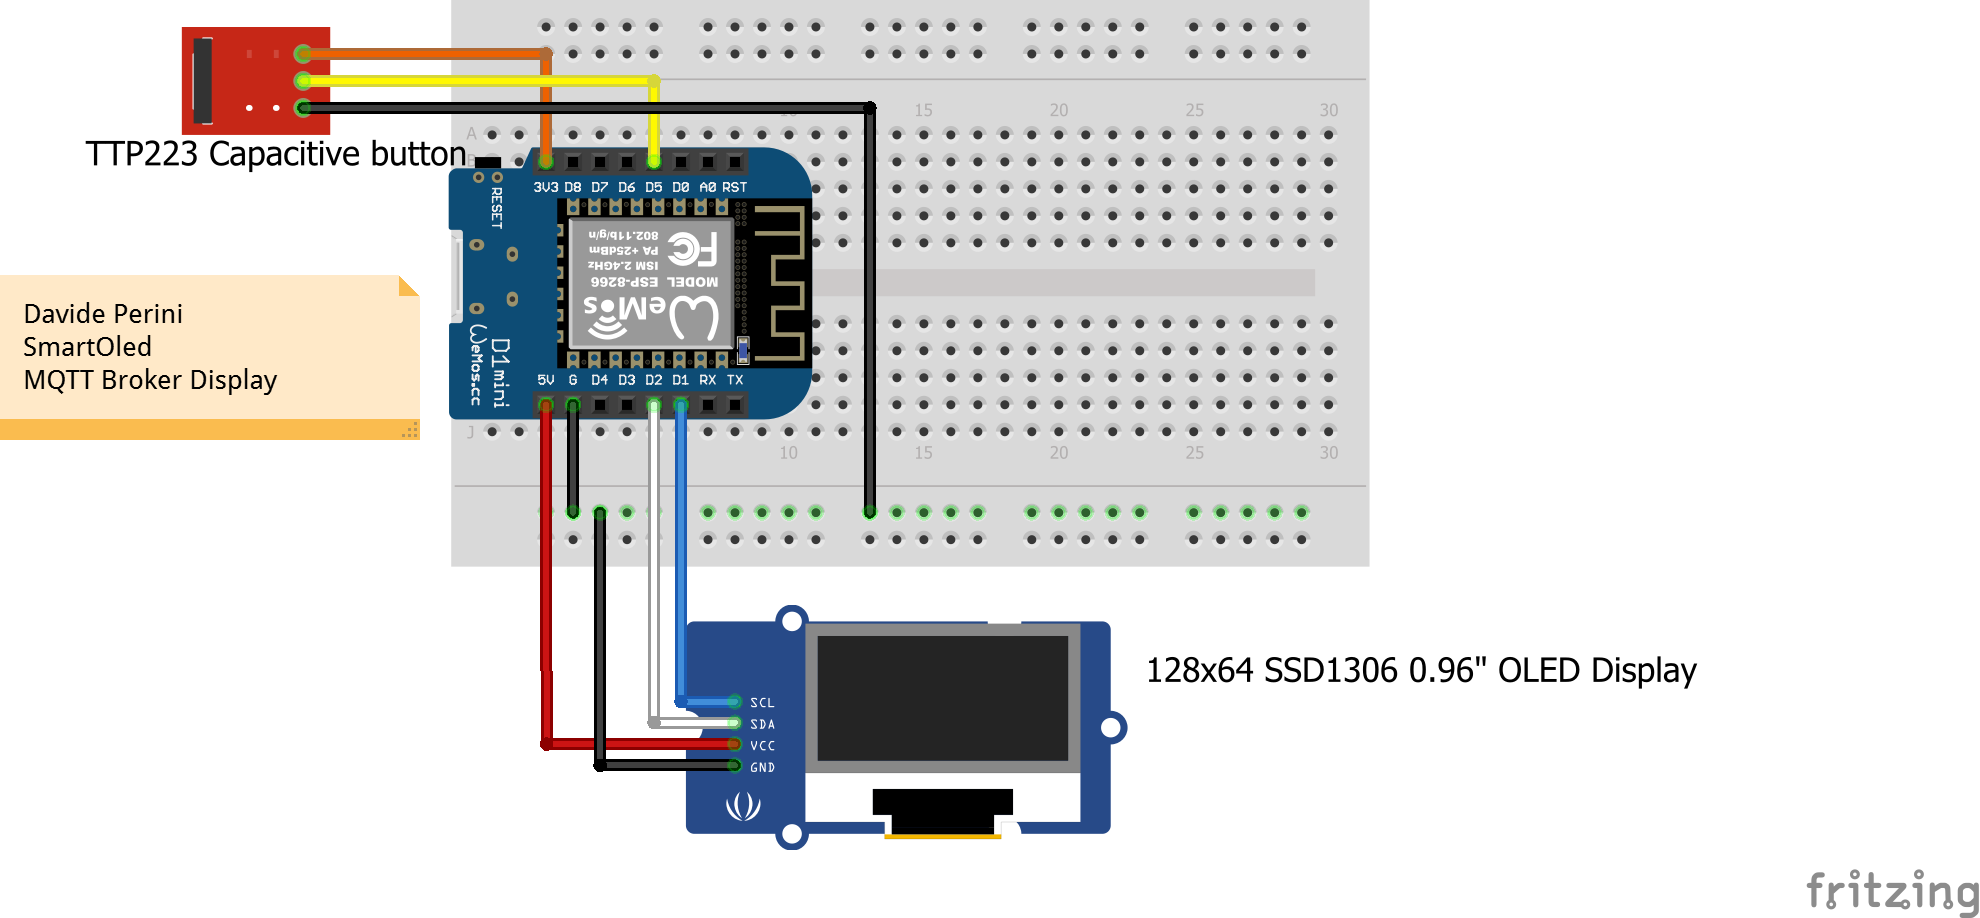 15
20
25
30
A
TTP223 Capacitive button
3V3 D8 D7 D6 D5 D0 A0 RST
RESET
802.11b/g/n
PA +25dBm
ISM 2.4GHz
MODEL ESP-8266
FC
WeMos
D1mini
WeMos.cc
5V G D4 D3 D2 D1 RX TX
Davide Perini
SmartOled
MQTT Broker Display
J
10
15
20
25
30
SCL
SDA
VCC
GND
128x64 SSD1306 0.96" OLED Display
fritzing